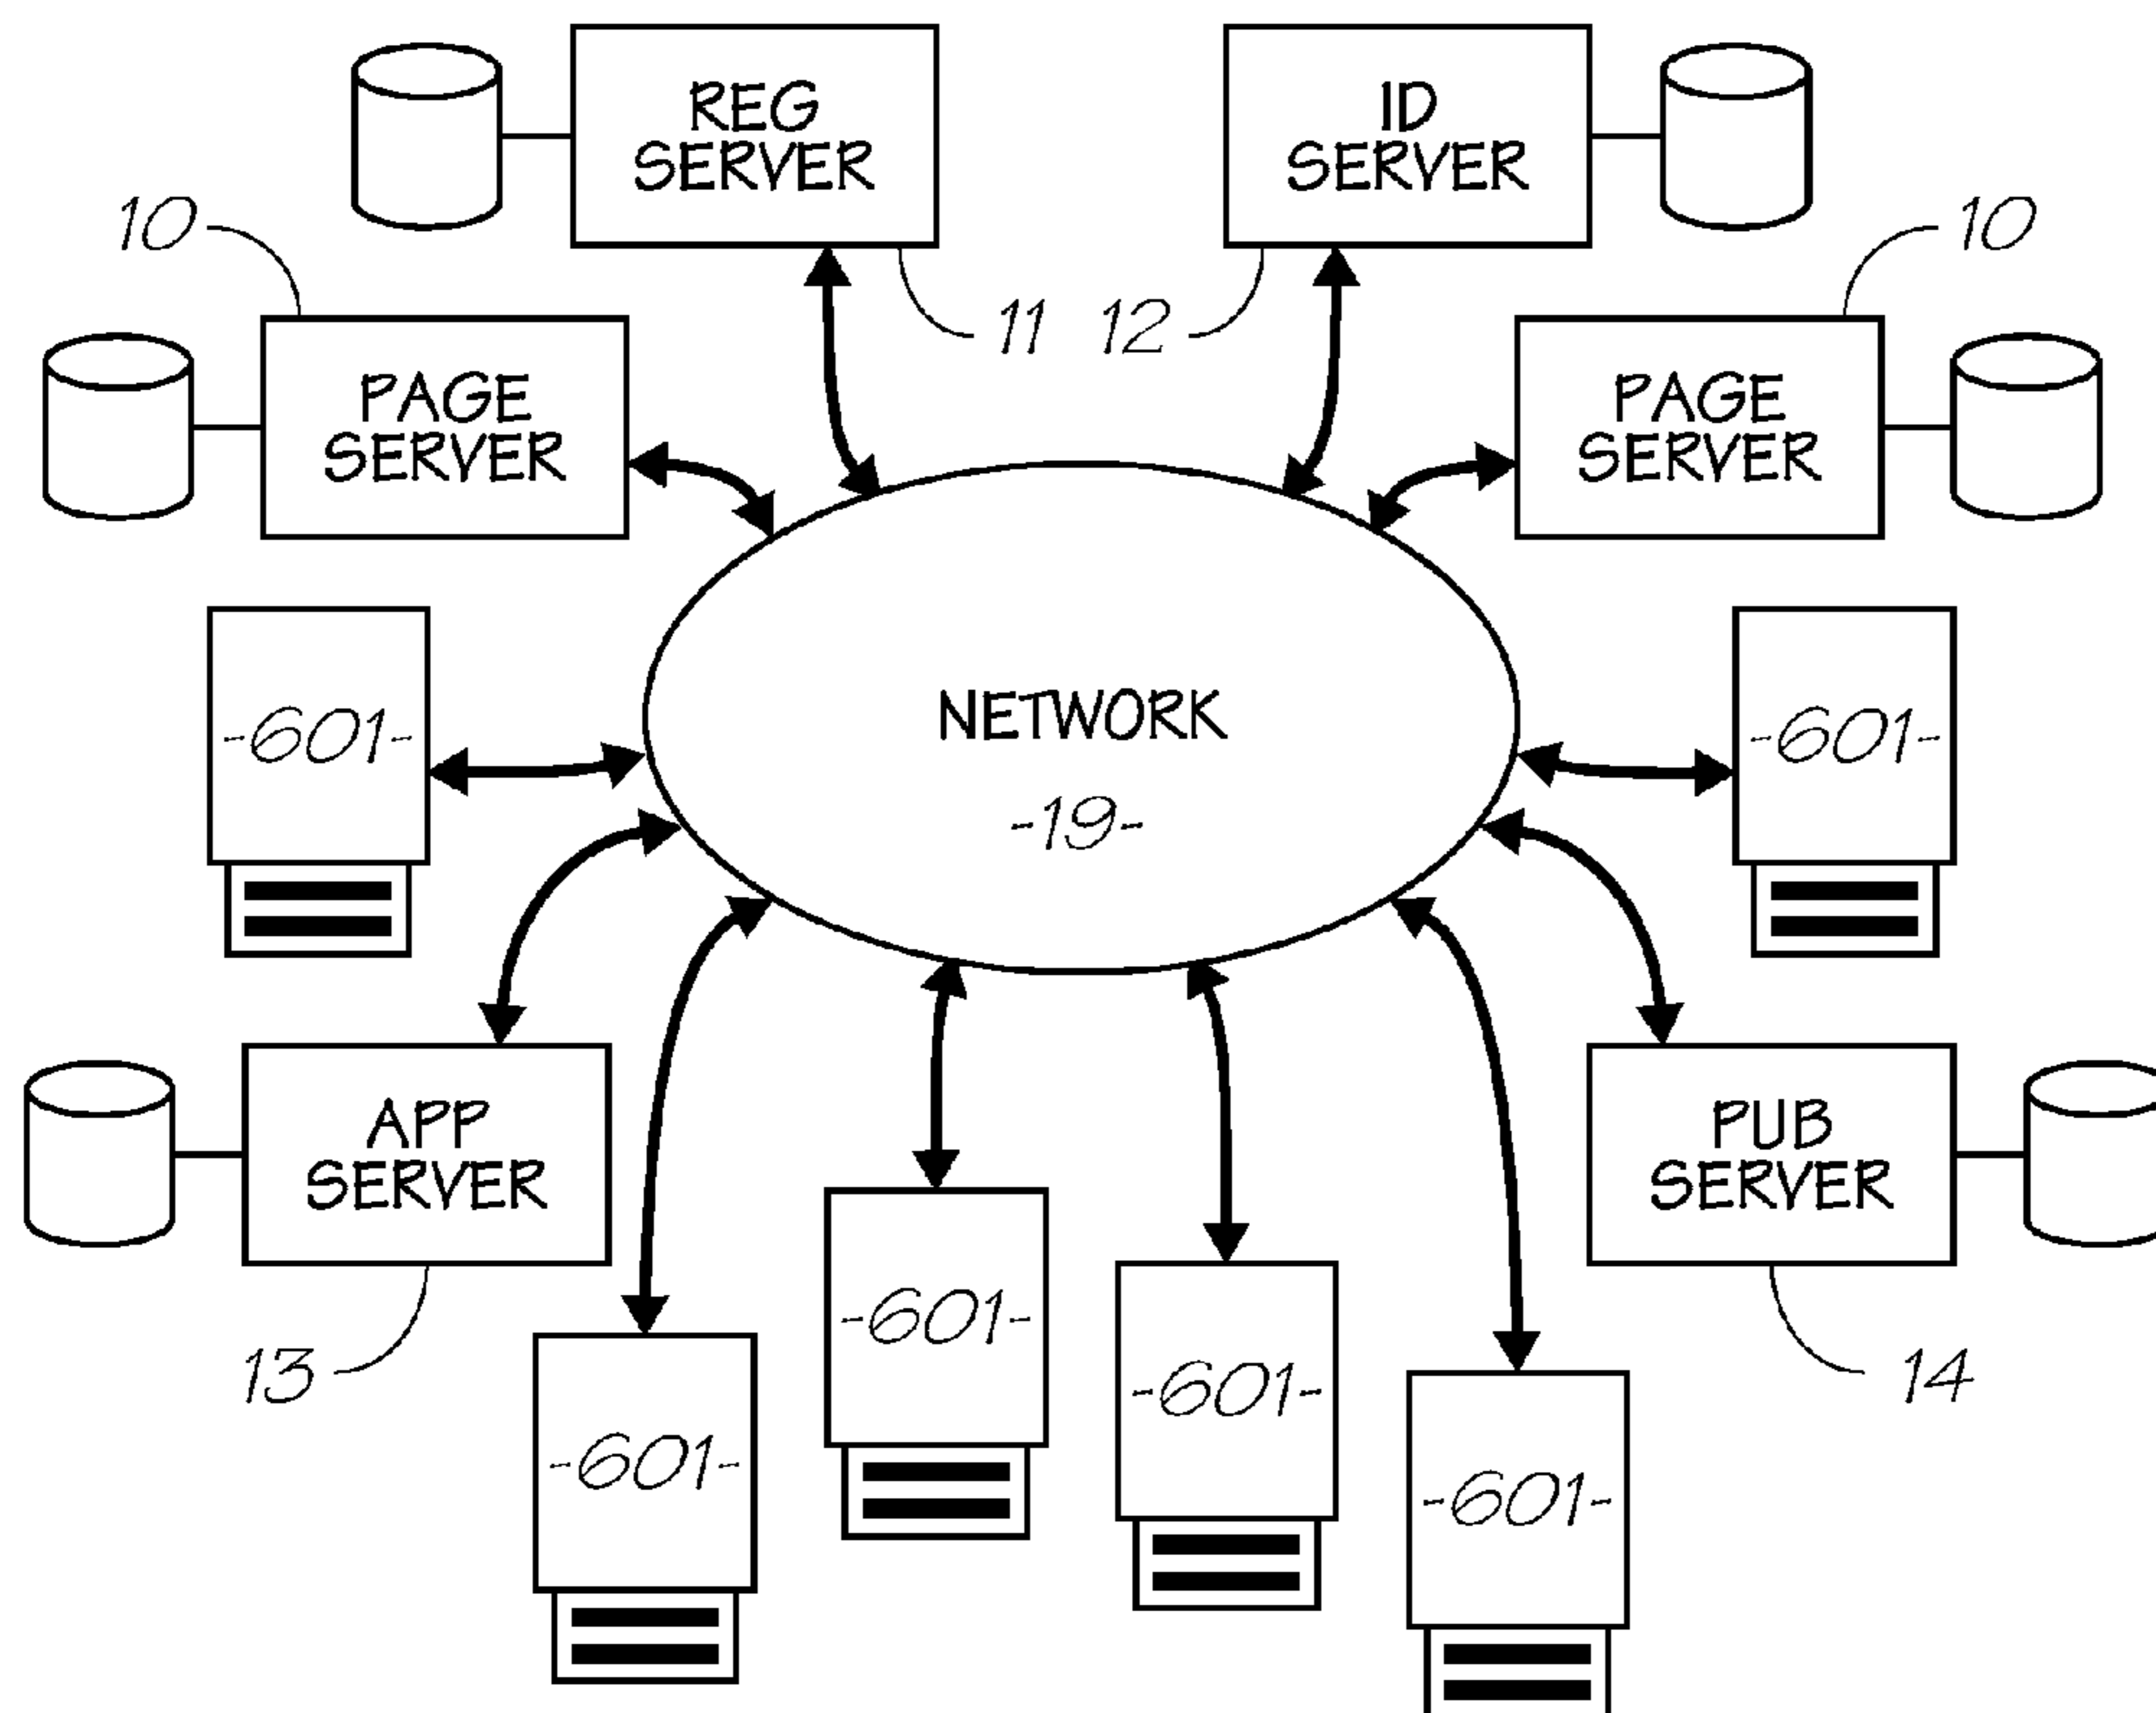 REG
SERVER
ID
SERVER
10
10
11
12
PAGE
SERVER
PAGE
SERVER
-601-
NETWORK
-19-
-601-
APP
SERVER
PUB
SERVER
-601-
-601-
13
14
-601-
-601-